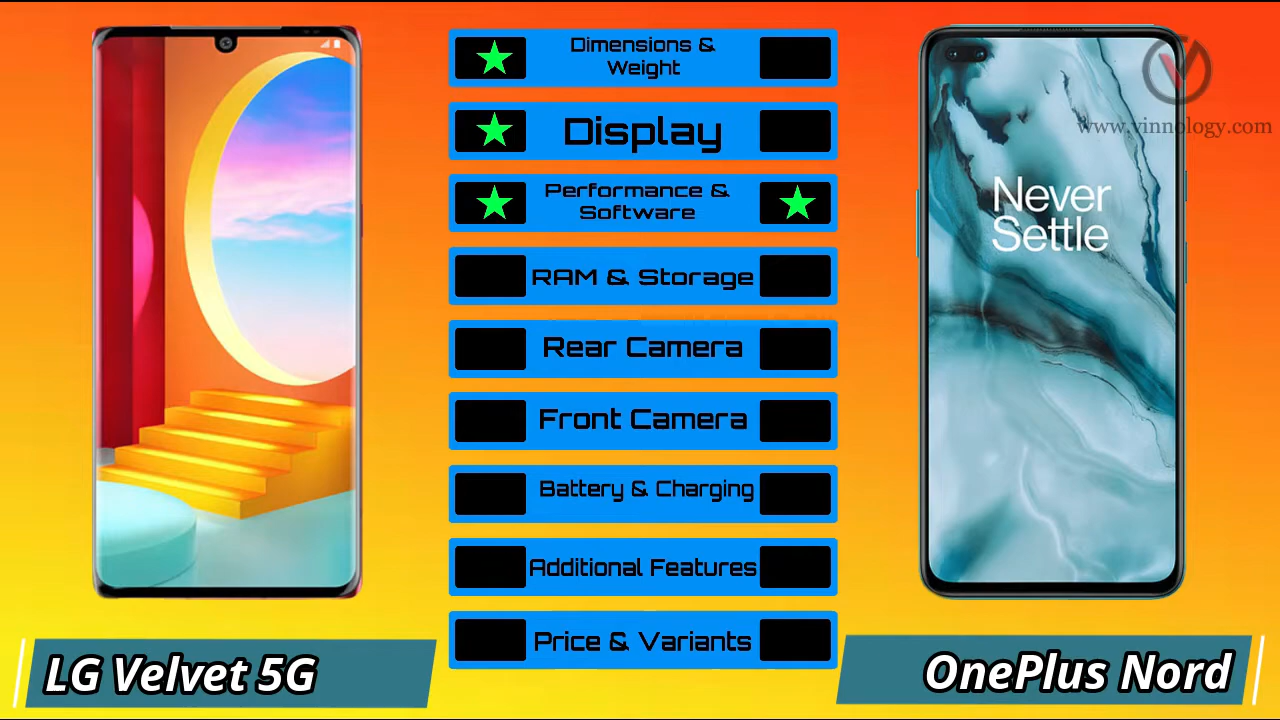 Dimensions &
Weight
Display
Performance &
Software
RAM & Storage
Rear Camera
Front Camera
Battery & Charging
Additional Features
Price & Variants
www.vinnology.com
Never
Settle
LG Velvet 5G
OnePlus Nord